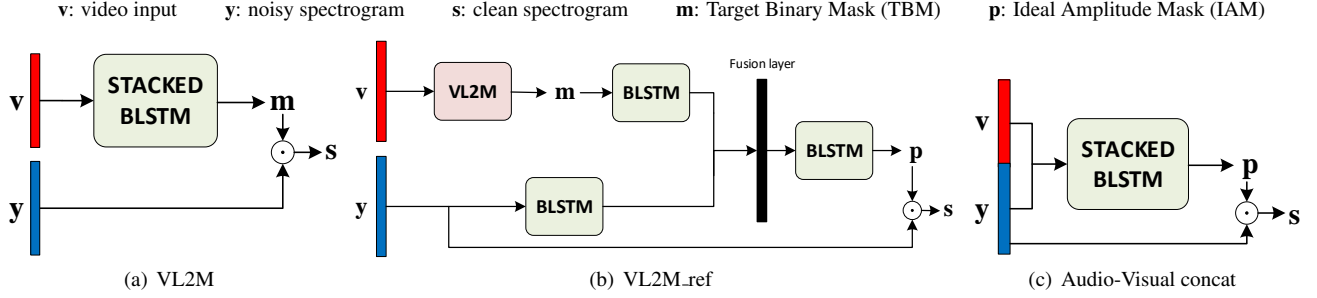 v: video input y: noisy spectrogram s: clean spectrogram m: Target Binary Mask (TBM) p: Ideal Amplitude Mask (IAM)
v
STACKED
BLSTM
m
s
y
(a) VL2M
v
VL2M
m
BLSTM
Fusion layer
BLSTM
p
y
BLSTM
s
(b) VL2M_ref
v
STACKED
BLSTM
p
y
s
(c) Audio-Visual concat